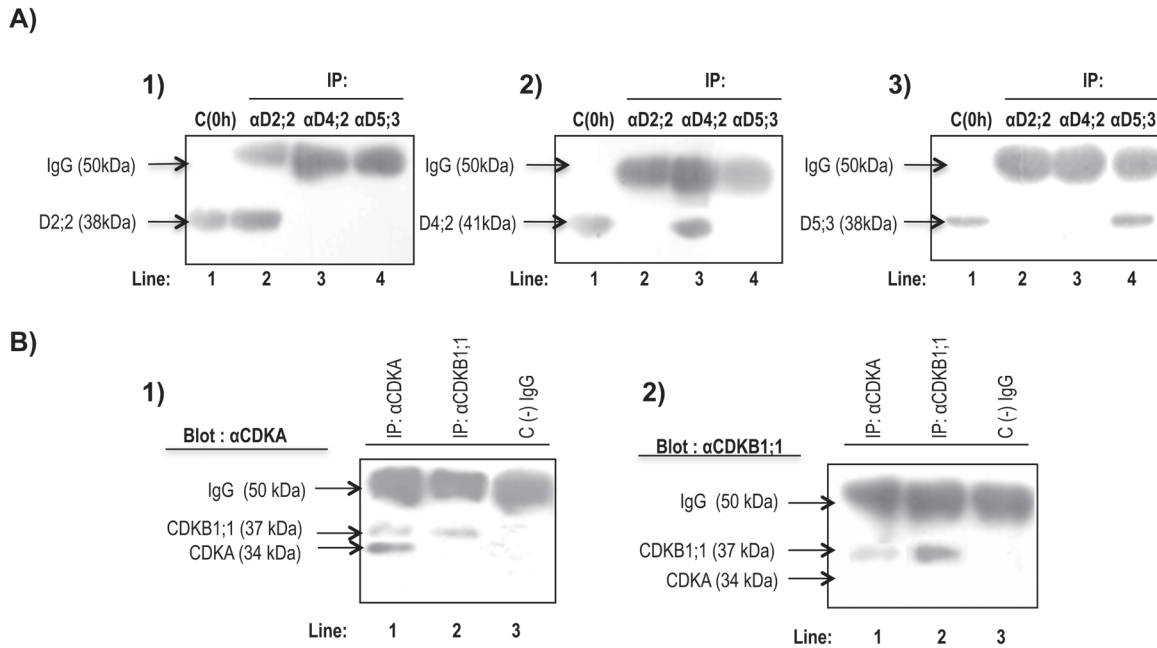 A)
1)
IP:
C(0h) αD2;2 αD4;2 αD5;3
IgG (50kDa)
D2;2 (38kDa)
Line: 1 2 3 4
2)
IP:
C(0h) αD2;2 αD4;2 αD5;3
IgG (50kDa)
D4;2 (41kDa)
Line: 1 2 3 4
3)
IP:
C(0h) αD2;2 αD4;2 αD5;3
IgG (50kDa)
D5;3 (38kDa)
Line: 1 2 3 4
B)
1)
Blot : αCDKA
IP: αCDKA
IP: αCDKB1;1
C (-) IgG
IgG (50 kDa)
CDKB1;1 (37 kDa)
CDKA (34 kDa)
Line: 1 2 3
2)
Blot : αCDKB1;1
IP: αCDKA
IP: αCDKB1;1
C (-) IgG
IgG (50 kDa)
CDKB1;1 (37 kDa)
CDKA (34 kDa)
Line: 1 2 3